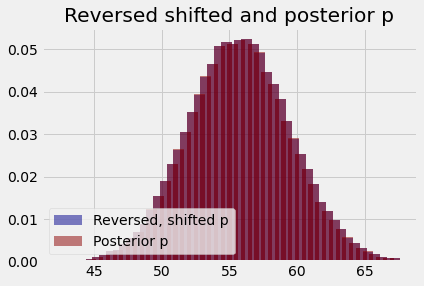 Reversed shifted and posterior p
0.05
0.04
0.03
0.02
0.01
0.00
Reversed, shifted p
Posterior p
45 50 55 60 65